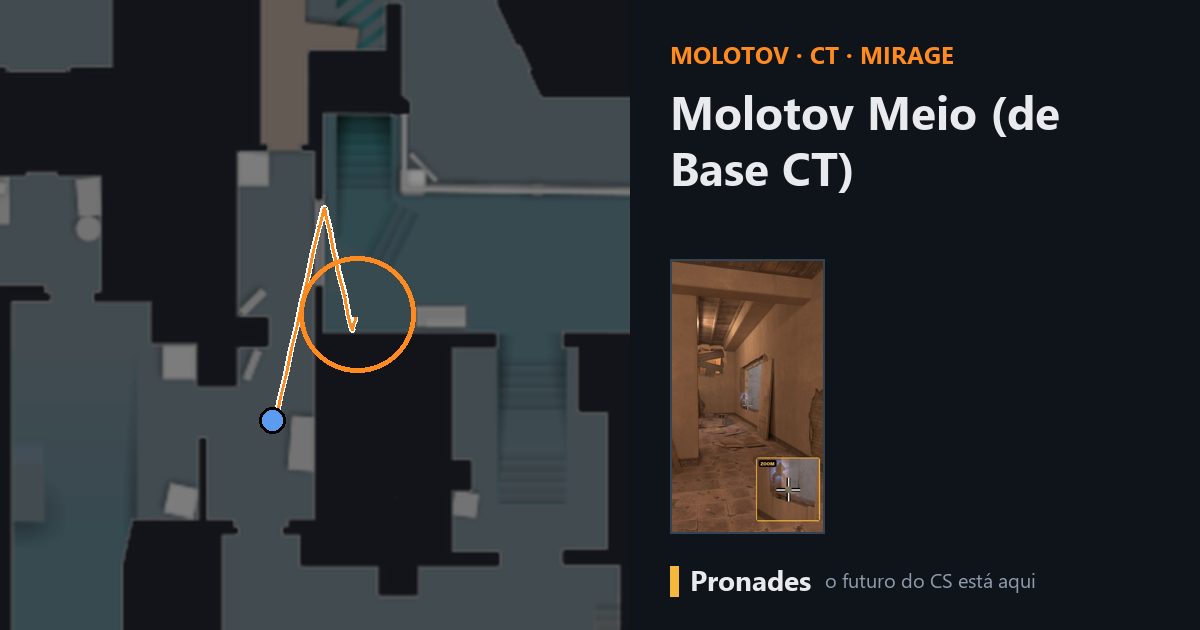 MOLOTOV · CT · MIRAGE
Molotov Meio (de
Base CT)
ZOOM
Pronades o futuro do CS está aqui